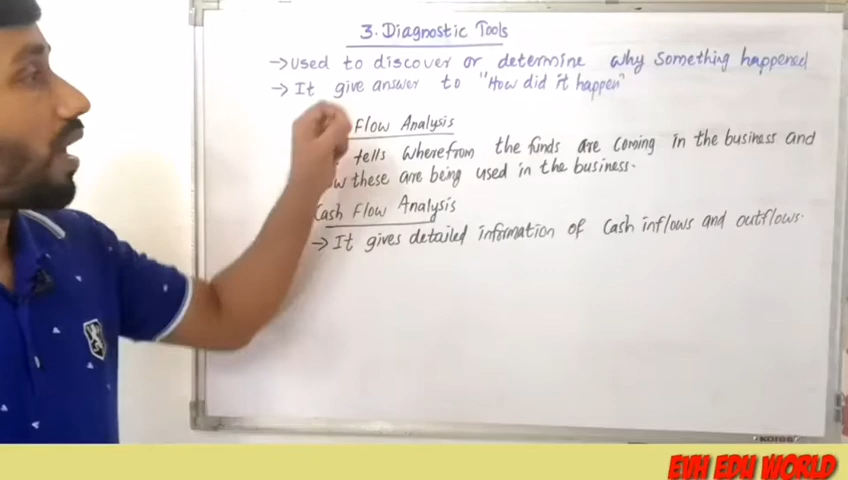 3. Diagnostic Tools
→ Used to discover or determine why something happened
→ It give answer to "How did it happen"
Flow Analysis
tells wherefrom the funds are coming in the business and
these are being used in the business.
Cash Flow Analysis
→ It gives detailed information of Cash inflows and outflows.
KORES
EVH EDU WORLD